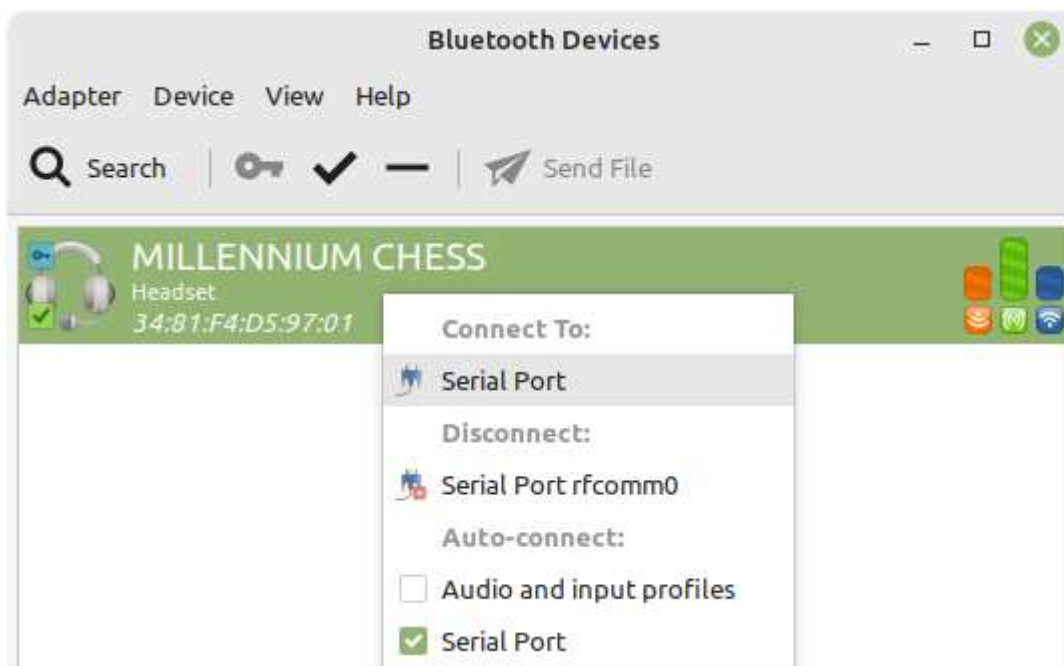 Bluetooth Devices
Adapter Device View Help
Search Send File
MILLENNIUM CHESS
Headset
34:81:F4:D5:97:01
Connect To:
Serial Port
Disconnect:
Serial Port rfcomm0
Auto-connect:
Audio and input profiles
Serial Port